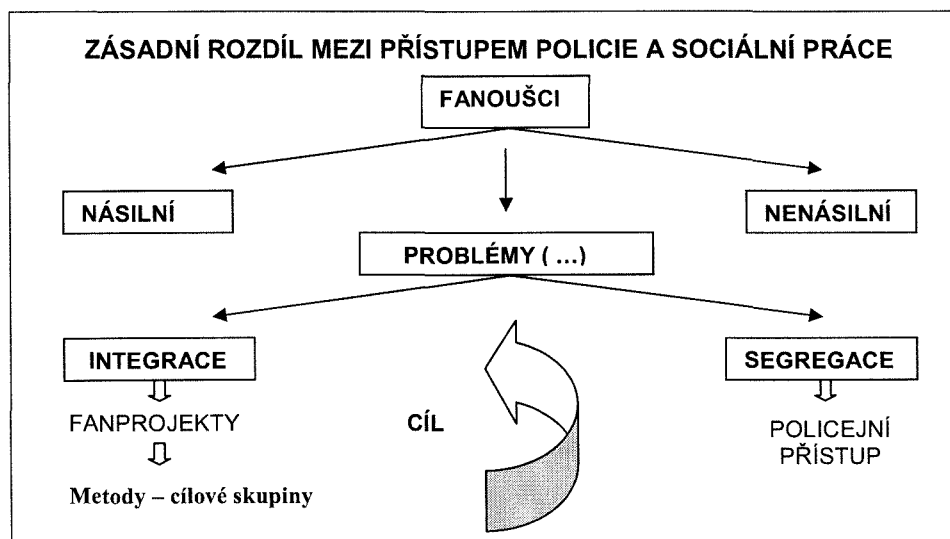 ZÁSADNÍ ROZDÍL MEZI PŘÍSTUPEM POLICIE A SOCIÁLNÍ PRÁCE
FANOUŠCI
NÁSILNÍ
NENÁSILNÍ
PROBLÉMY ( ...)
INTEGRACE
SEGREGACE
FANPROJEKTY
CÍL
POLICEJNÍ
PŘÍSTUP
Metody – cílové skupiny